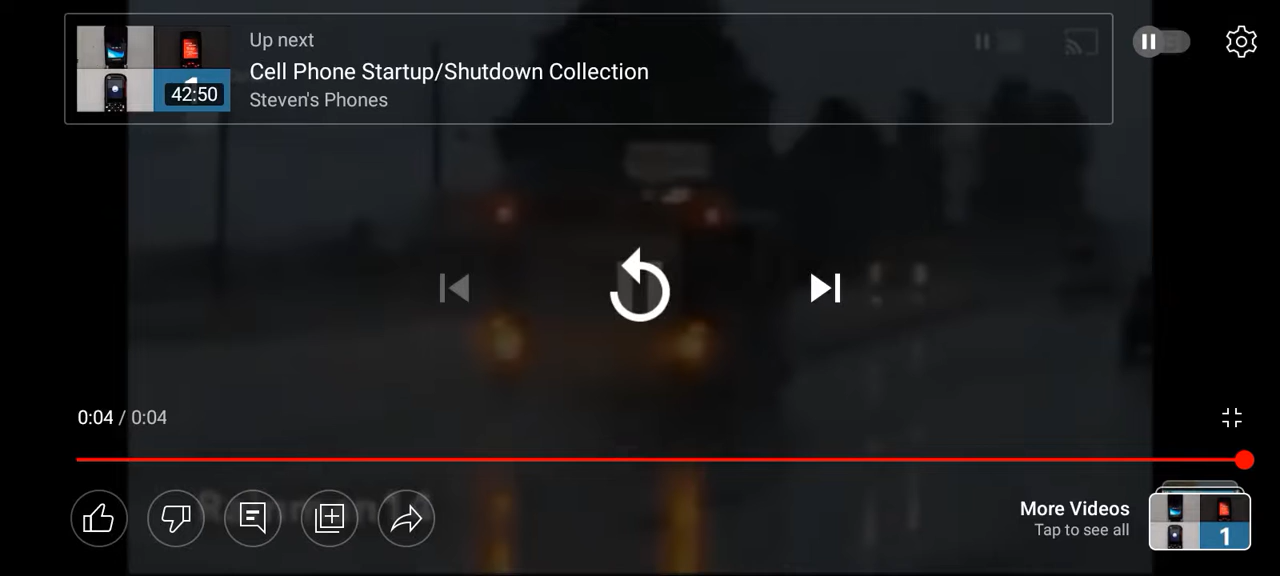 Up next
Cell Phone Startup/Shutdown Collection
Steven's Phones
42:50
0:04 / 0:04
More Videos
Tap to see all
1